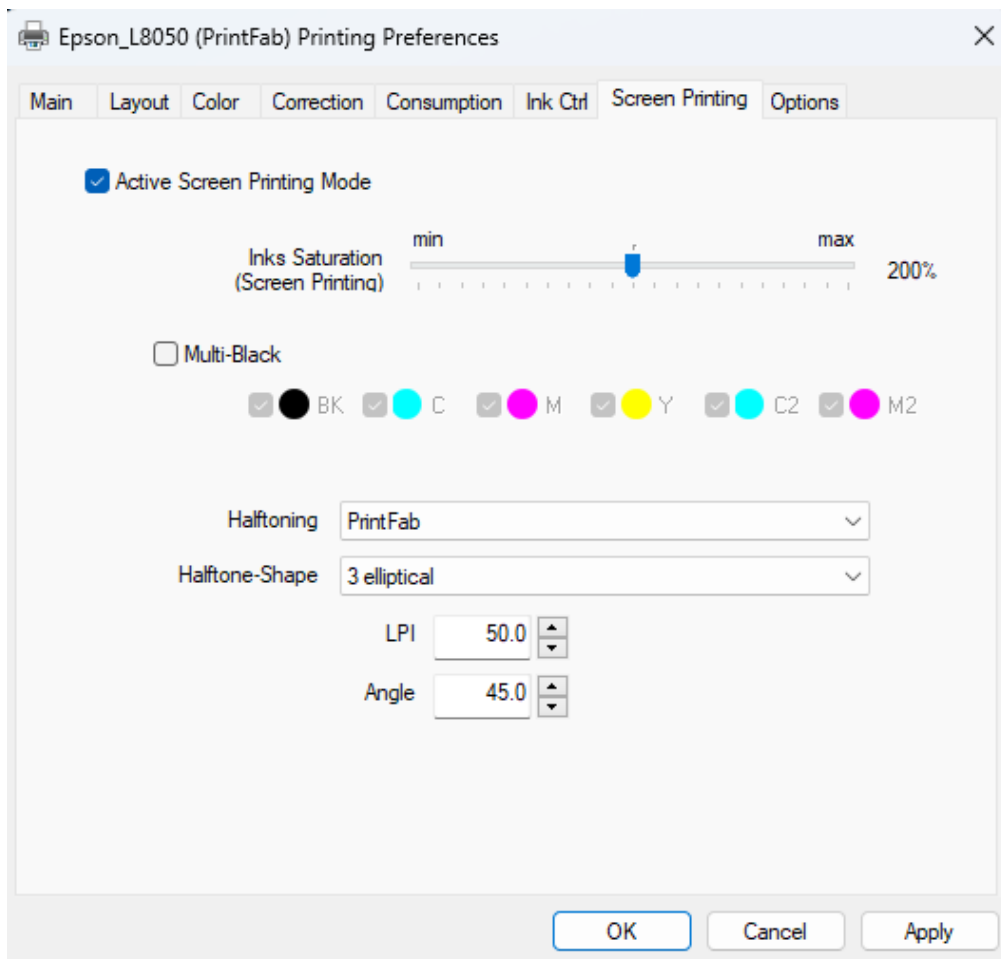 Epson_L8050 (PrintFab) Printing Preferences
Main Layout Color Correction Consumption Ink Ctrl Screen Printing Options
Active Screen Printing Mode
min max
Inks Saturation
(Screen Printing)
200%
Multi-Black
BK C M Y C2 M2
Halftoning PrintFab
Halftone-Shape 3 elliptical
LPI 50.0
Angle 45.0
OK Cancel Apply